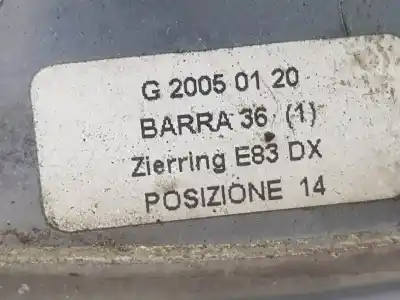 G 2005 01 20
BARRA 36 (1)
Zierring E83 DX
POSIZIONE 14